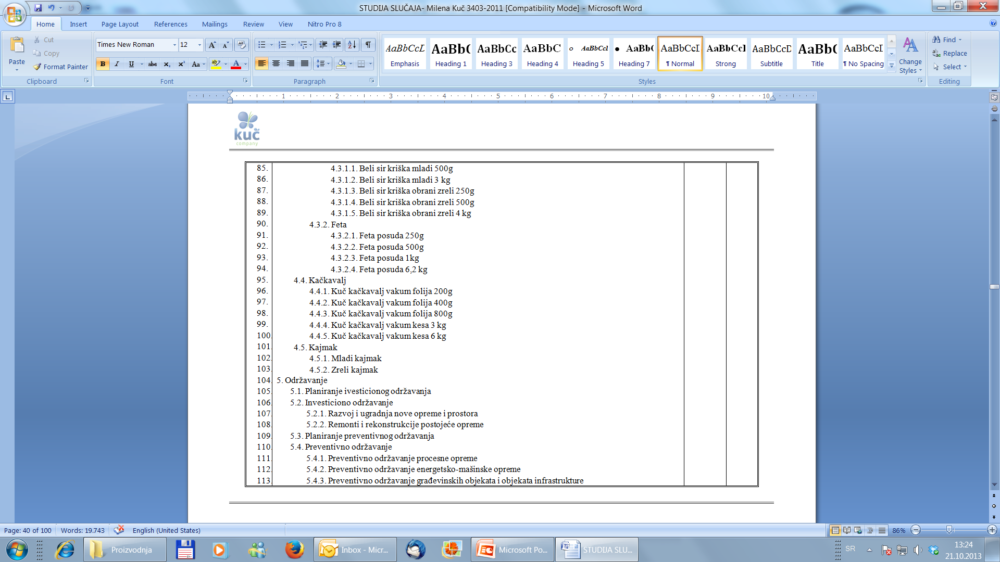 STUDIJA SLUČAJA- Milena Kuč 3403-2011 [Compatibility Mode] - Microsoft Word
Home Insert Page Layout References Mailings Review View Nitro Pro 8
Paste
Cut
Copy
Format Painter
Clipboard
Times New Roman 12
Font
Paragraph
AaBbCcL AaBb( AaBbCc AaBbC AaBbCcI AaBb( AaBbCcI AaBbCcI AaBbCcD AaBb( AaBbCcI
Emphasis Heading 1 Heading 3 Heading 4 Heading 5 Heading 7 ¶ Normal Strong Subtitle Title ¶ No Spacing
Change Styles
Styles
Find
Replace
Select
Editing
1 2 3 4 5 6 7 8 9 10
kuč
company
85. 4.3.1.1. Beli sir kriška mladi 500g
86. 4.3.1.2. Beli sir kriška mladi 3 kg
87. 4.3.1.3. Beli sir kriška obrani zreli 250g
88. 4.3.1.4. Beli sir kriška obrani zreli 500g
89. 4.3.1.5. Beli sir kriška obrani zreli 4 kg
90. 4.3.2. Feta
91. 4.3.2.1. Feta posuda 250g
92. 4.3.2.2. Feta posuda 500g
93. 4.3.2.3. Feta posuda 1kg
94. 4.3.2.4. Feta posuda 6,2 kg
95. 4.4. Kačkavalj
96. 4.4.1. Kuč kačkavalj vakum folija 200g
97. 4.4.2. Kuč kačkavalj vakum folija 400g
98. 4.4.3. Kuč kačkavalj vakum folija 800g
99. 4.4.4. Kuč kačkavalj vakum kesa 3 kg
100. 4.4.5. Kuč kačkavalj vakum kesa 6 kg
101. 4.5. Kajmak
102. 4.5.1. Mladi kajmak
103. 4.5.2. Zreli kajmak
104. 5. Održavanje
105. 5.1. Planiranje ivesticionog održavanja
106. 5.2. Investiciono održavanje
107. 5.2.1. Razvoj i ugradnja nove opreme i prostora
108. 5.2.2. Remonti i rekonstrukcije postojeće opreme
109. 5.3. Planiranje preventivnog održavanja
110. 5.4. Preventivno održavanje
111. 5.4.1. Preventivno održavanje procesne opreme
112. 5.4.2. Preventivno održavanje energetsko-mašinske opreme
113. 5.4.3. Preventivno održavanje građevinskih objekata i objekata infrastrukture
Page: 40 of 100 Words: 19.743 English (United States) 86%
Proizvodnja Inbox - Micr... Microsoft Po... STUDIJA SLU... SR 13:24
21.10.2013